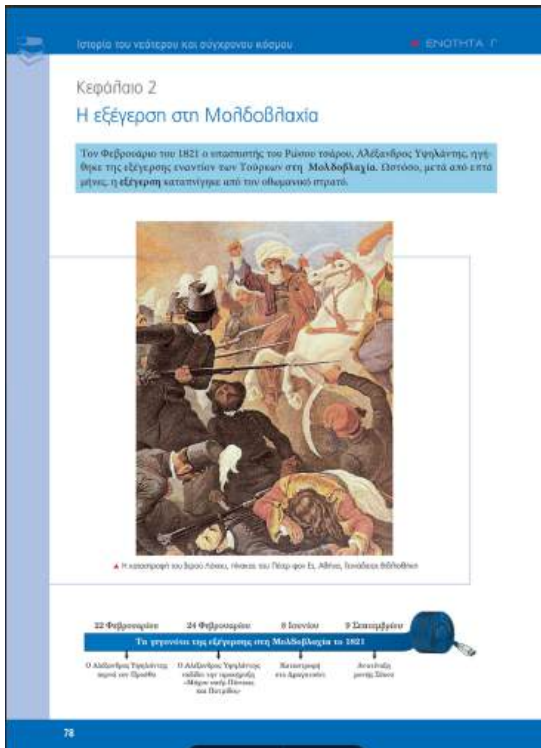 Ιστορία του νεότερου και σύγχρονου κόσμου
ΕΝΟΤΗΤΑ Γ
Κεφάλαιο 2
Η εξέγερση στη Μολδοβλαχία
Τον Φεβρουάριο του 1821 ο υπασπιστής του Ρώσου τσάρου, Αλέξανδρος Υψηλάντης, ηγή-
θηκε της εξέγερσης εναντίον των Τούρκων στη Μολδοβλαχία. Ωστόσο, μετά από επτά
μήνες, η εξέγερση καταπνίγηκε από τον οθωμανικό στρατό.
Η καταστροφή του Ιερού Λόχου, πίνακας του Πέτερ φον Ες, Αθήνα, Γεννάδειος Βιβλιοθήκη
22 Φεβρουαρίου 24 Φεβρουαρίου 8 Ιουνίου 9 Σεπτεμβρίου
Τα γεγονότα της εξέγερσης στη Μολδοβλαχία το 1821
Ο Αλέξανδρος Υψηλάντης Ο Αλέξανδρος Υψηλάντης Καταστροφή Ανατίναξη
περνά τον Προύθο εκδίδει την προκήρυξη στο Δραγατσάνι μονής Σέκου
«Μάχου υπέρ Πίστεως
και Πατρίδος»
78